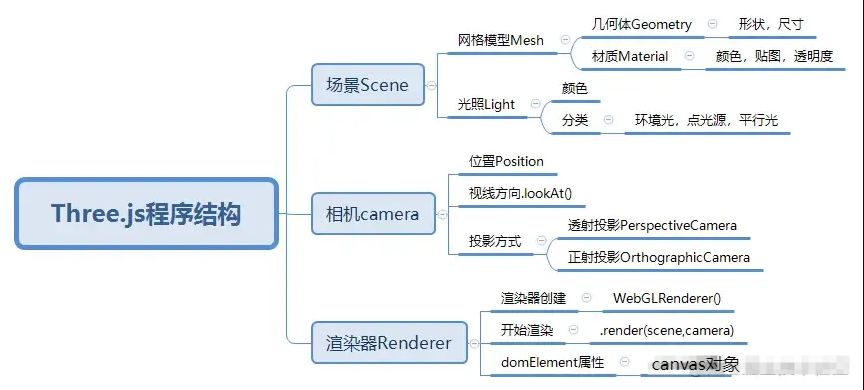 Three.js程序结构
场景Scene
网格模型Mesh
几何体Geometry
形状，尺寸
材质Material
颜色，贴图，透明度
光照Light
颜色
分类
环境光，点光源，平行光
相机camera
位置Position
视线方向.lookAt()
投影方式
透射投影PerspectiveCamera
正射投影OrthographicCamera
渲染器Renderer
渲染器创建
WebGLRenderer()
开始渲染
.render(scene,camera)
domElement属性
canvas对象